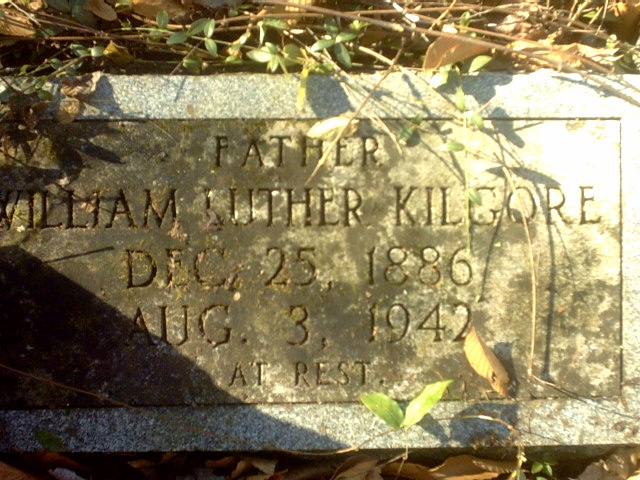 FATHER
WILLIAM LUTHER KILGORE
DEC. 25, 1886
AUG. 3, 1942
AT REST.